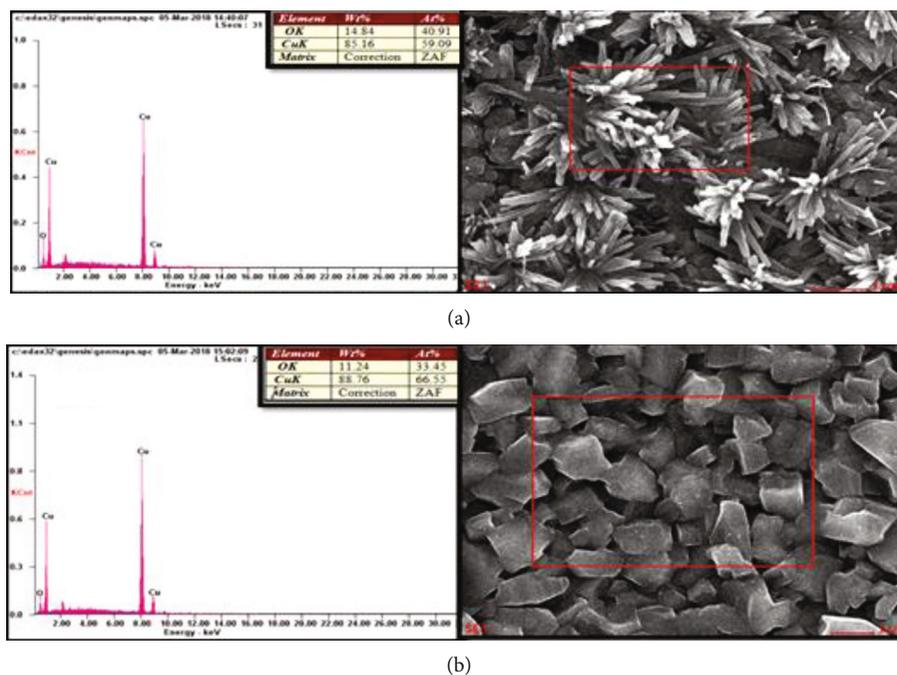 c:\edax32\genesis\genmaps.spc 05-Mar-2018 14:40:07
LSecs : 31
Element Wt% At%
OK 14.84 40.91
CuK 85.16 59.09
Matrix Correction ZAF
1.0
0.8
0.6
KCnt
0.4
0.2
0.0
Cu
Cu
O
Cu
2.00 4.00 6.00 8.00 10.00 12.00 14.00 16.00 18.00 20.00 22.00 24.00 26.00 28.00 30.00
Energy - keV
SE1
(a)
c:\edax32\genesis\genmaps.spc 05-Mar-2018 15:02:09
LSecs : 2
Element Wt% At%
OK 11.24 33.45
CuK 88.76 66.55
Matrix Correction ZAF
1.4
1.1
0.8
KCnt
0.6
0.3
0.0
Cu
Cu
O
Cu
2.00 4.00 6.00 8.00 10.00 12.00 14.00 16.00 18.00 20.00 22.00 24.00 26.00 28.00 30.00
Energy - keV
SE1
(b)